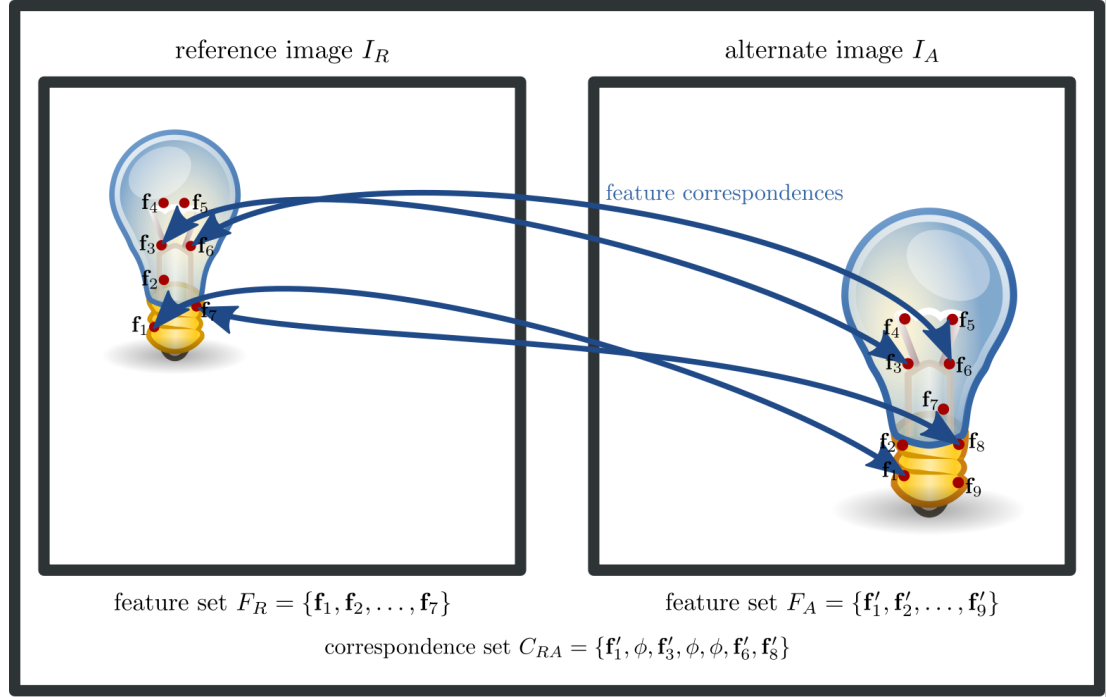 reference image I_R
alternate image I_A
feature correspondences
f₄
f₅
f₃
f₆
f₂
f₇
f₁
f₄
f₅
f₃
f₆
f₇
f₂
f₈
f₁
f₉
feature set F_R = {f₁, f₂, . . . , f₇}
feature set F_A = {f′₁, f′₂, . . . , f′₉}
correspondence set C_RA = {f′₁, ϕ, f′₃, ϕ, ϕ, f′₆, f′₈}